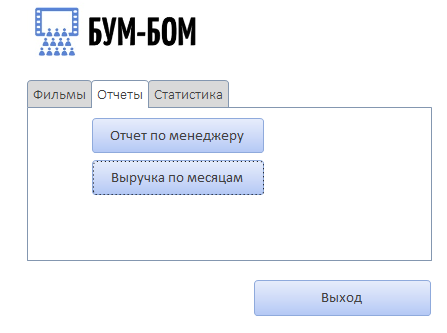 БУМ-БОМ
Фильмы Отчеты Статистика
Отчет по менеджеру
Выручка по месяцам
Выход